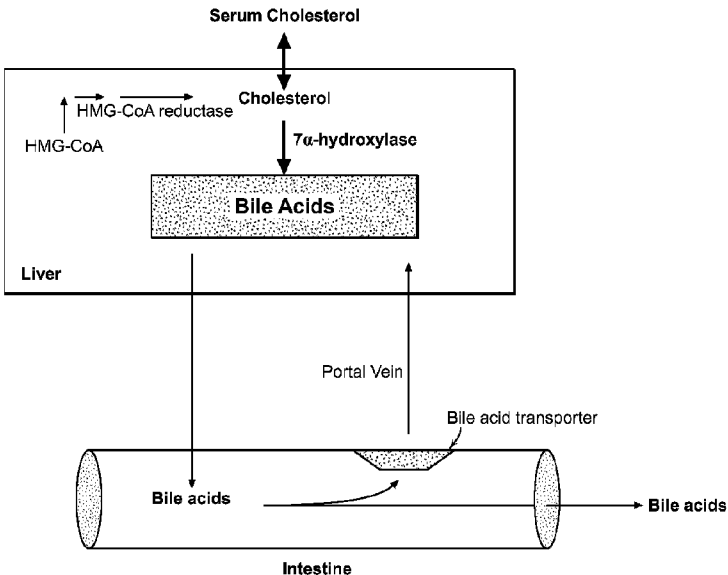 Serum Cholesterol
Cholesterol
HMG-CoA reductase
HMG-CoA
7α-hydroxylase
Bile Acids
Liver
Portal Vein
Bile acid transporter
Bile acids
Bile acids
Intestine